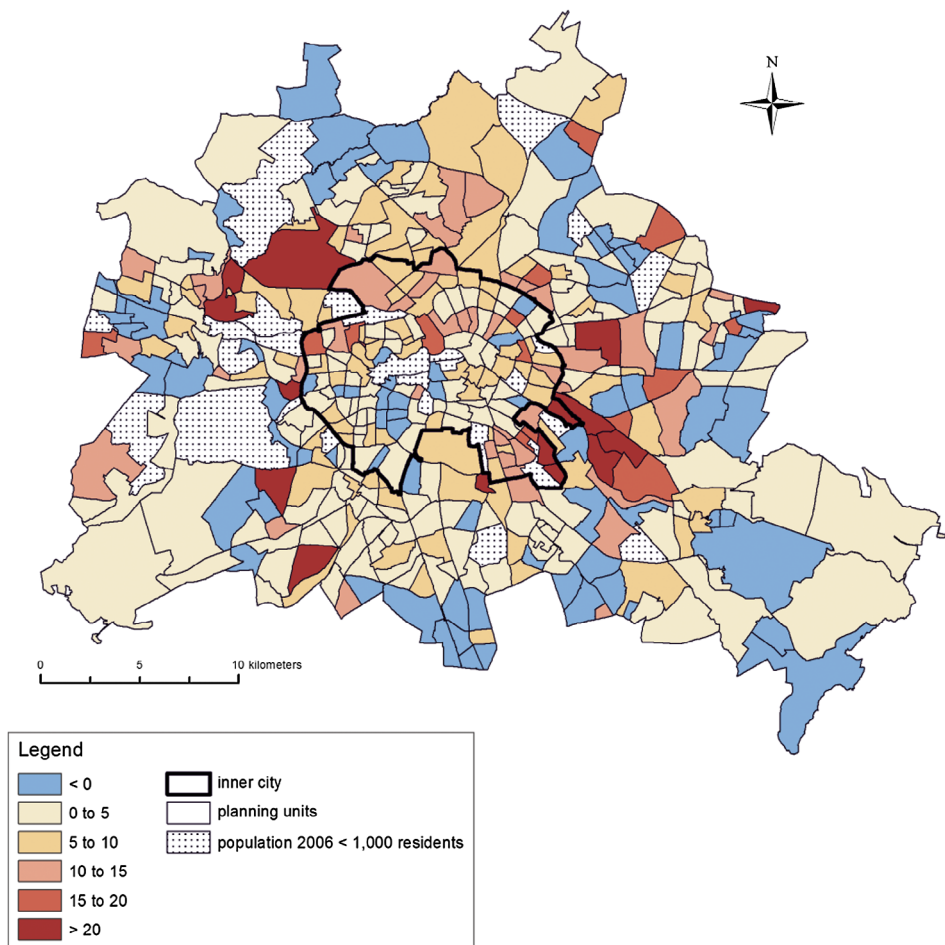 N
0 5 10 kilometers
Legend
< 0
0 to 5
5 to 10
10 to 15
15 to 20
> 20
inner city
planning units
population 2006 < 1,000 residents